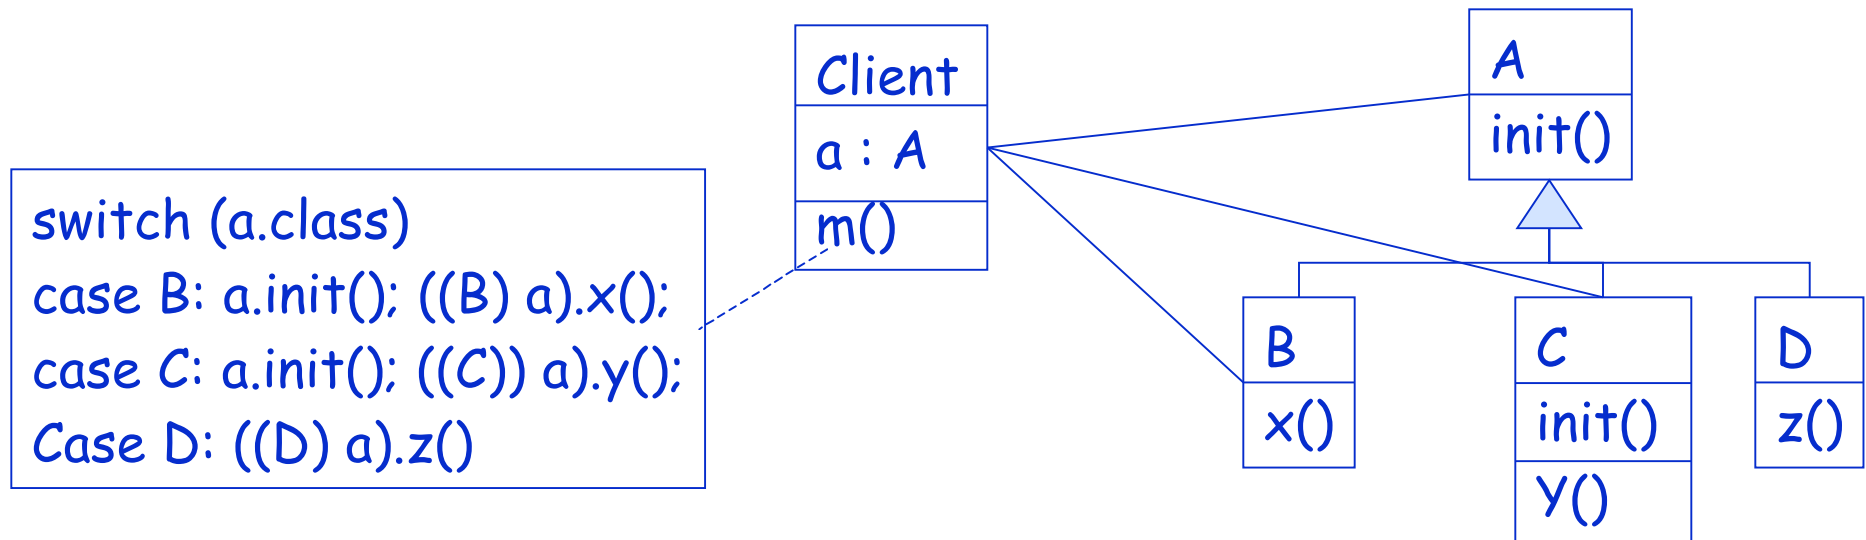 Client
a : A
m()
A
init()
switch (a.class)
case B: a.init(); ((B) a).x();
case C: a.init(); ((C)) a).y();
Case D: ((D) a).z()
B
x()
C
init()
Y()
D
z()